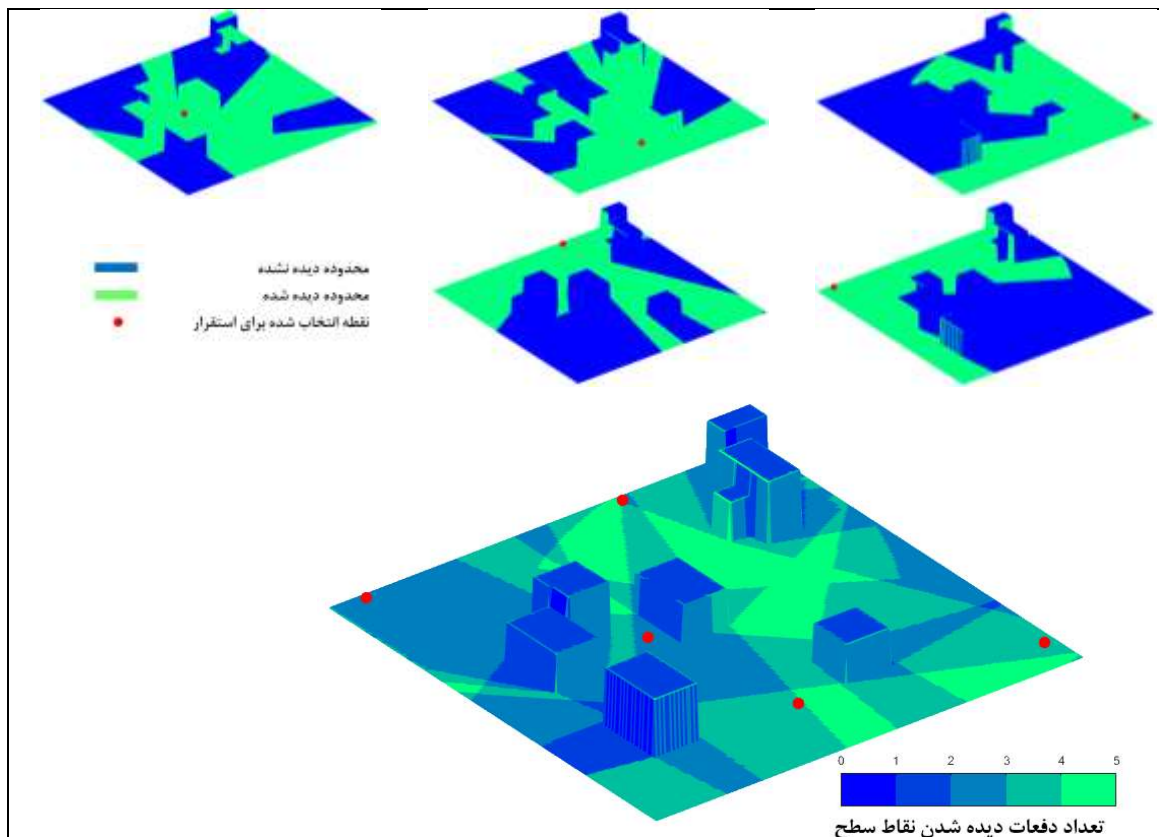 محدوده دیده نشده
محدوده دیده شده
نقطه انتخاب شده برای استقرار
0 1 2 3 4 5
تعداد دفعات دیده شدن نقاط سطح